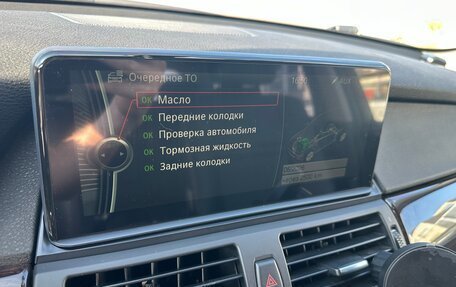 Очередное ТО
OK Масло
OK Передние колодки
OK Проверка автомобиля
OK Тормозная жидкость
OK Задние колодки